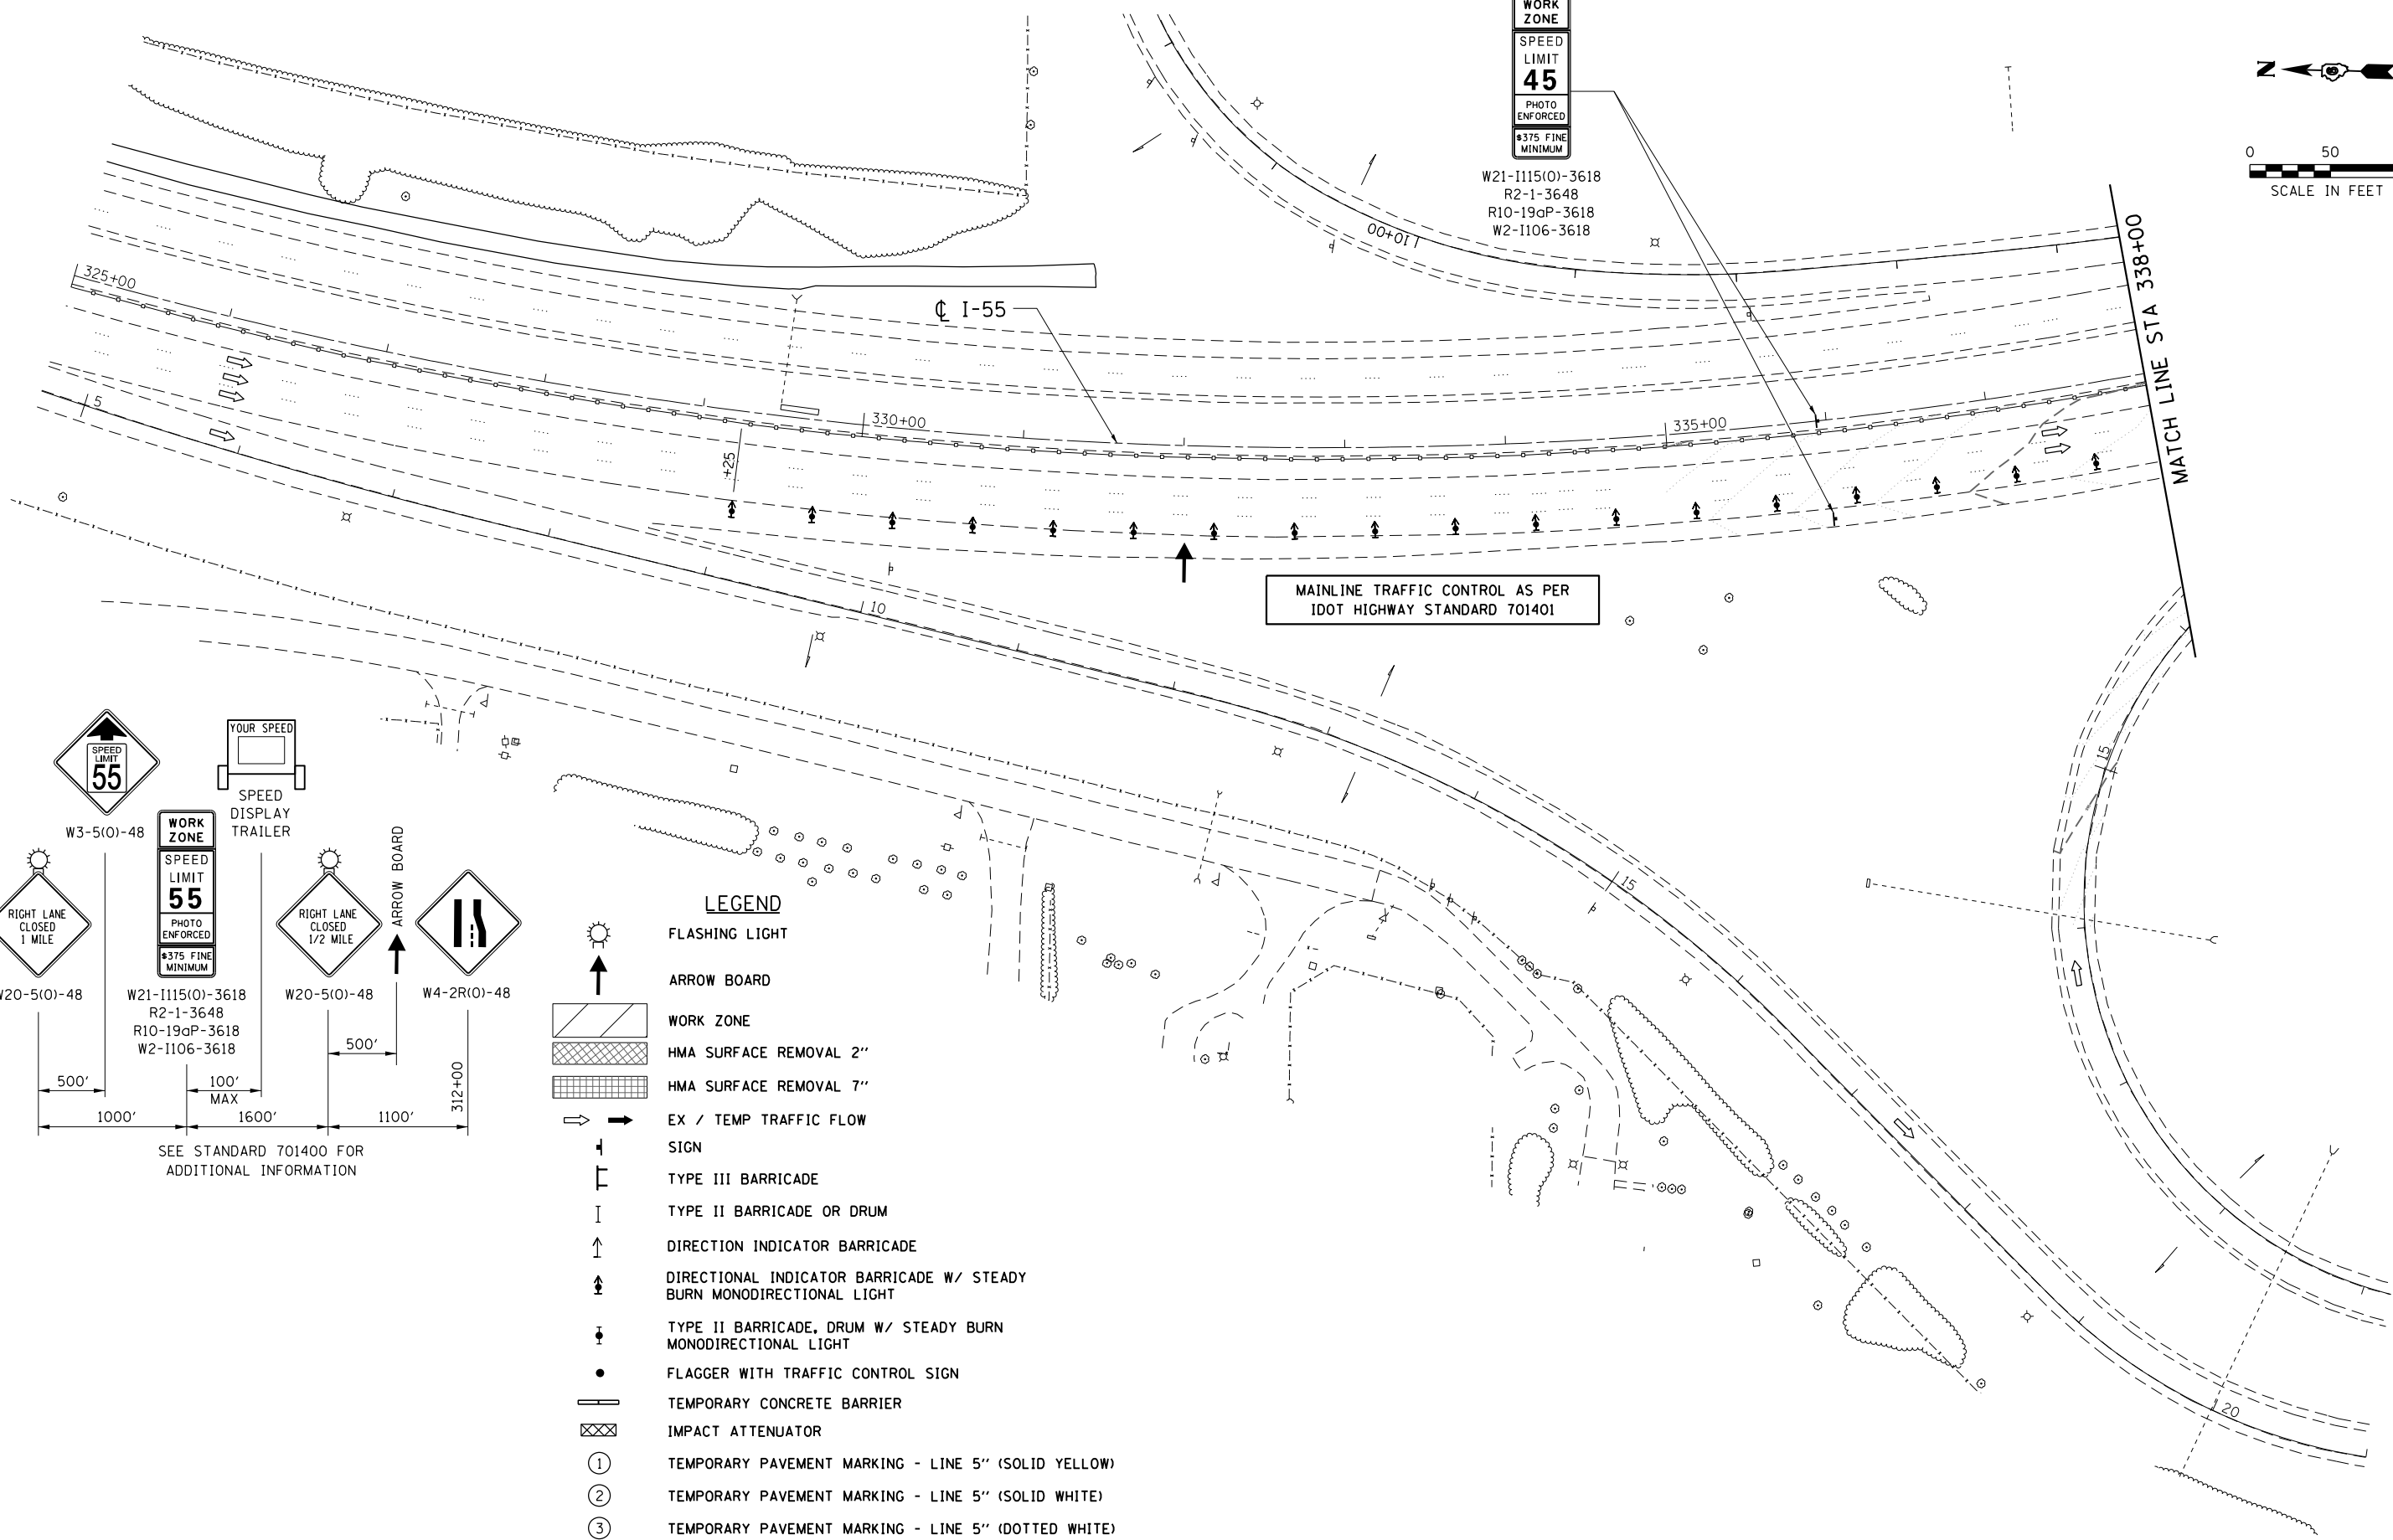 WORK
ZONE
SPEED
LIMIT
45
PHOTO
ENFORCED
$375 FINE
MINIMUM
W21-I115(O)-3618
R2-1-3648
R10-19aP-3618
W2-I106-3618
N
0 50
SCALE IN FEET
110+00
MATCH LINE STA 338+00
325+00
℄ I-55
330+00
335+00
5
+25
10
MAINLINE TRAFFIC CONTROL AS PER
IDOT HIGHWAY STANDARD 701401
15
15
20
SPEED
LIMIT
55
W3-5(O)-48
YOUR SPEED
SPEED
DISPLAY
TRAILER
WORK
ZONE
SPEED
LIMIT
55
PHOTO
ENFORCED
$375 FINE
MINIMUM
W21-I115(O)-3618
R2-1-3648
R10-19aP-3618
W2-I106-3618
RIGHT LANE
CLOSED
1 MILE
W20-5(O)-48
RIGHT LANE
CLOSED
1/2 MILE
W20-5(O)-48
ARROW BOARD
W4-2R(O)-48
500'
500'
100'
MAX
1000'
1600'
1100'
312+00
SEE STANDARD 701400 FOR
ADDITIONAL INFORMATION
LEGEND
FLASHING LIGHT
ARROW BOARD
WORK ZONE
HMA SURFACE REMOVAL 2"
HMA SURFACE REMOVAL 7"
EX / TEMP TRAFFIC FLOW
SIGN
TYPE III BARRICADE
TYPE II BARRICADE OR DRUM
DIRECTION INDICATOR BARRICADE
DIRECTIONAL INDICATOR BARRICADE W/ STEADY
BURN MONODIRECTIONAL LIGHT
TYPE II BARRICADE, DRUM W/ STEADY BURN
MONODIRECTIONAL LIGHT
FLAGGER WITH TRAFFIC CONTROL SIGN
TEMPORARY CONCRETE BARRIER
IMPACT ATTENUATOR
1 TEMPORARY PAVEMENT MARKING - LINE 5" (SOLID YELLOW)
2 TEMPORARY PAVEMENT MARKING - LINE 5" (SOLID WHITE)
3 TEMPORARY PAVEMENT MARKING - LINE 5" (DOTTED WHITE)